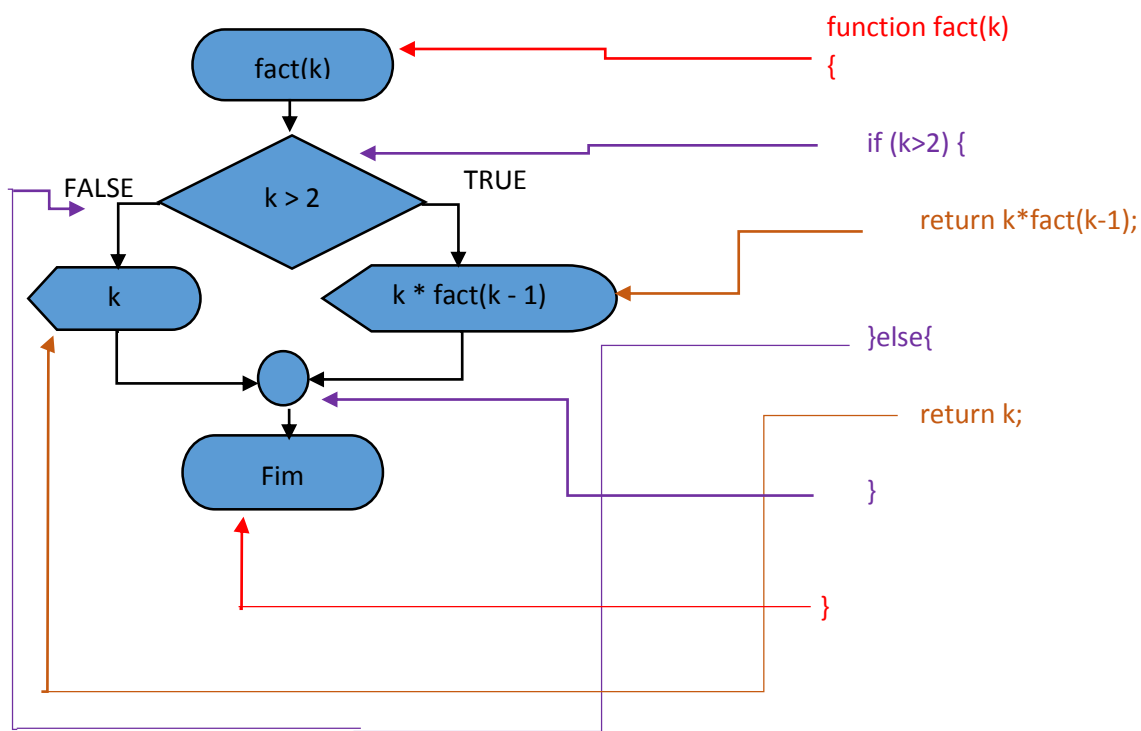 function fact(k)
{
fact(k)
if (k>2) {
FALSE
TRUE
k > 2
return k*fact(k-1);
k
k * fact(k - 1)
}else{
return k;
Fim
}
}